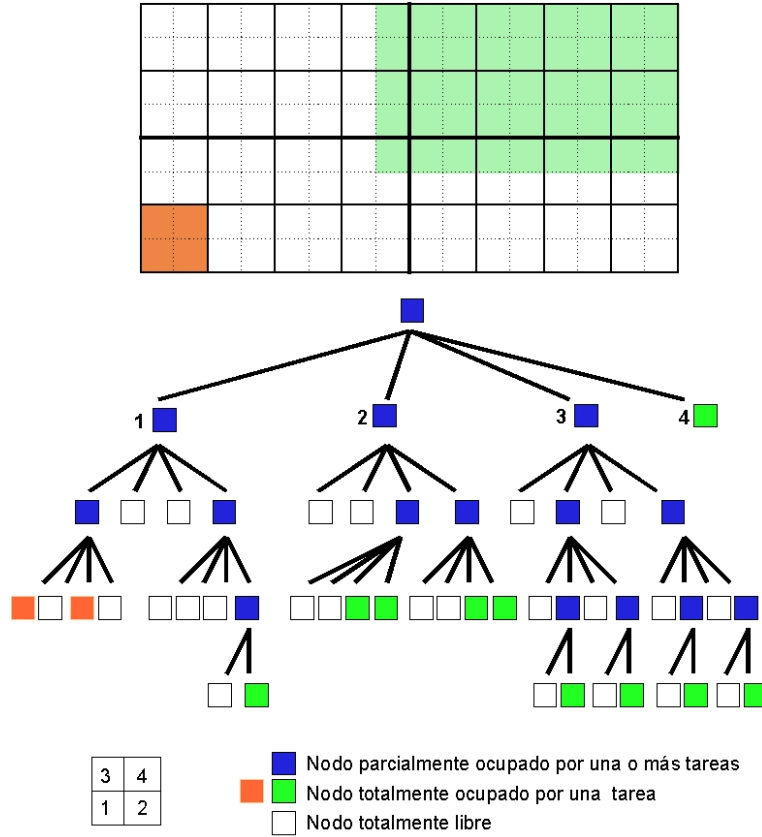 1
2
3
4
3 4
1 2
Nodo parcialmente ocupado por una o más tareas
Nodo totalmente ocupado por una tarea
Nodo totalmente libre